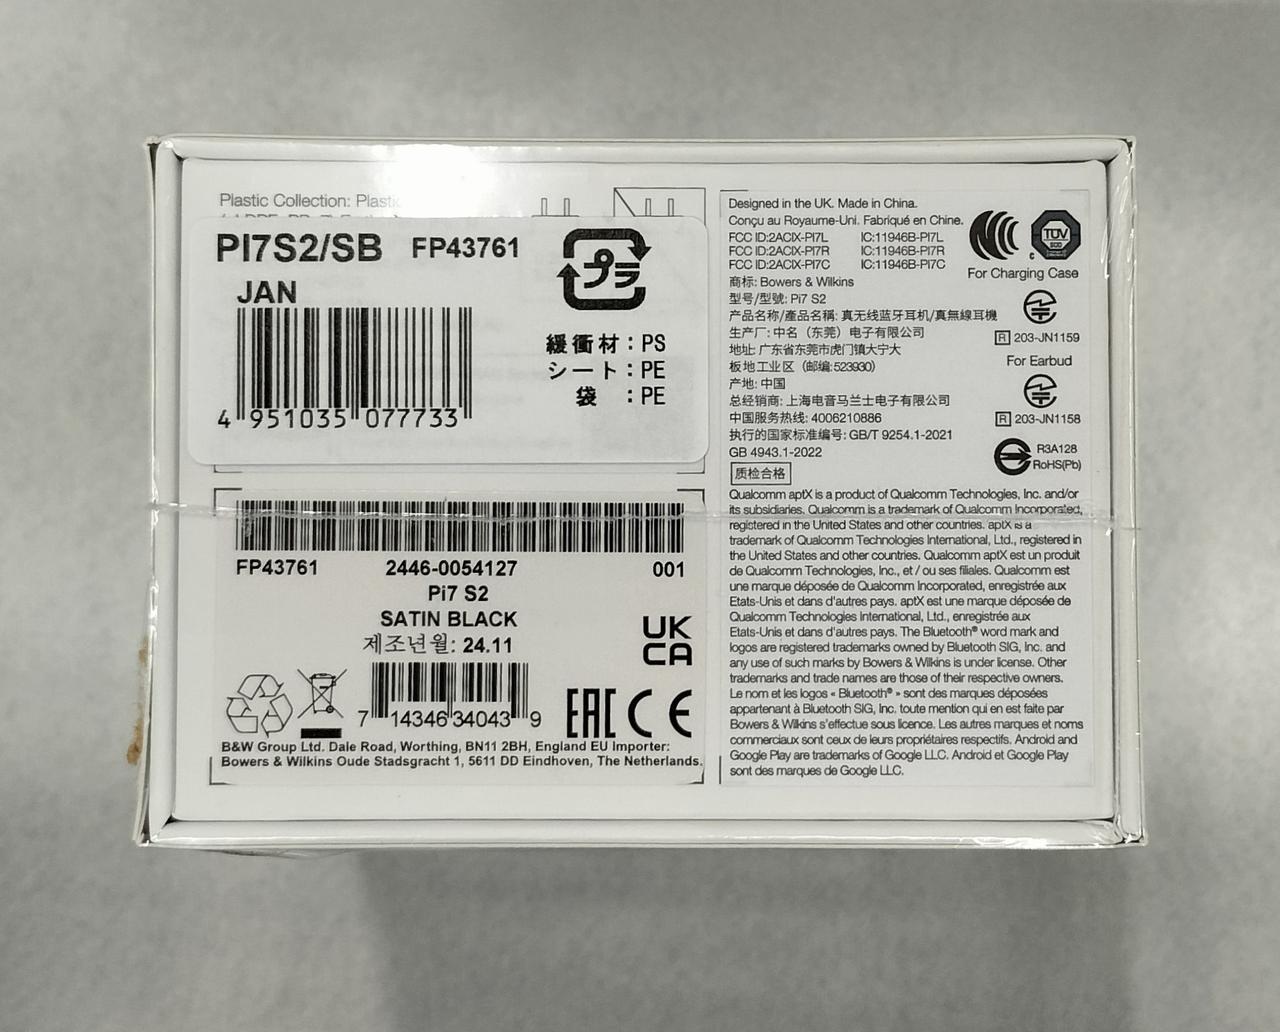 Plastic Collection: Plastic
PI7S2/SB FP43761
JAN
4 951035 077733
プラ
緩衝材：PS
シート：PE
袋　：PE
FP43761 2446-0054127 001
Pi7 S2
SATIN BLACK
제조년월: 24.11
UK
CA
7 14346 34043 9
EAC CE
B&W Group Ltd. Dale Road, Worthing, BN11 2BH, England EU Importer:
Bowers & Wilkins Oude Stadsgracht 1, 5611 DD Eindhoven, The Netherlands.
Designed in the UK. Made in China.
Conçu au Royaume-Uni. Fabriqué en Chine.
FCC ID:2ACIX-PI7L IC:11946B-PI7L
FCC ID:2ACIX-PI7R IC:11946B-PI7R
FCC ID:2ACIX-PI7C IC:11946B-PI7C
商标: Bowers & Wilkins
型号/型號: Pi7 S2
产品名称/產品名稱: 真无线蓝牙耳机/真無線耳機
生产厂: 中名（东莞）电子有限公司
地址: 广东省东莞市虎门镇大宁大
板地工业区（邮编:523930）
产地: 中国
总经销商: 上海电音马兰士电子有限公司
中国服务热线: 4006210886
执行的国家标准编号: GB/T 9254.1-2021
GB 4943.1-2022
质检合格
TÜV
SÜD
For Charging Case
R 203-JN1159
For Earbud
R 203-JN1158
R3A128
RoHS(Pb)
Qualcomm aptX is a product of Qualcomm Technologies, Inc. and/or
its subsidiaries. Qualcomm is a trademark of Qualcomm Incorporated,
registered in the United States and other countries. aptX is a
trademark of Qualcomm Technologies International, Ltd., registered in
the United States and other countries. Qualcomm aptX est un produit
de Qualcomm Technologies, Inc., et / ou ses filiales. Qualcomm est
une marque déposée de Qualcomm Incorporated, enregistrée aux
Etats-Unis et dans d'autres pays. aptX est une marque déposée de
Qualcomm Technologies International, Ltd., enregistrée aux
Etats-Unis et dans d'autres pays. The Bluetooth® word mark and
logos are registered trademarks owned by Bluetooth SIG, Inc. and
any use of such marks by Bowers & Wilkins is under license. Other
trademarks and trade names are those of their respective owners.
Le nom et les logos « Bluetooth® » sont des marques déposées
appartenant à Bluetooth SIG, Inc. toute mention qui en est faite par
Bowers & Wilkins s'effectue sous licence. Les autres marques et noms
commerciaux sont ceux de leurs propriétaires respectifs. Android and
Google Play are trademarks of Google LLC. Android et Google Play
sont des marques de Google LLC.